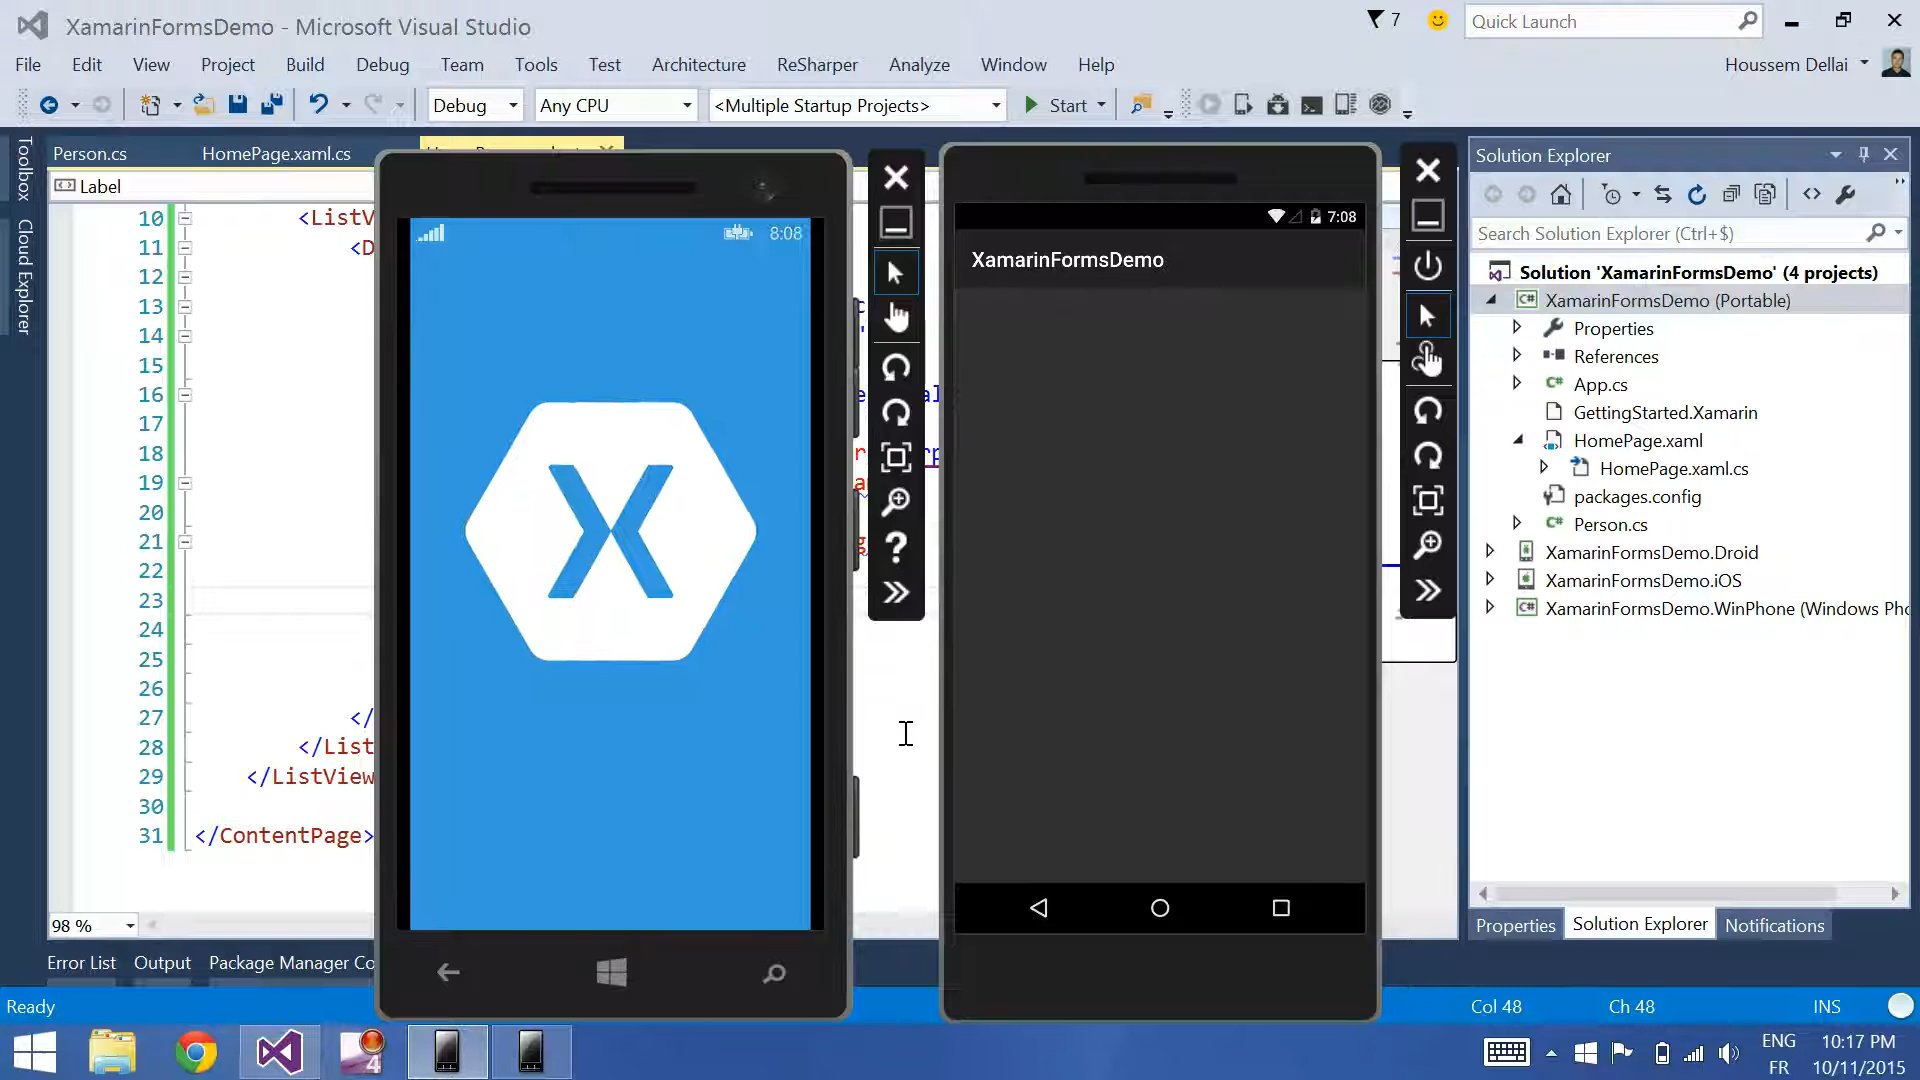 XamarinFormsDemo - Microsoft Visual Studio
7
Quick Launch
File Edit View Project Build Debug Team Tools Test Architecture ReSharper Analyze Window Help
Houssem Dellai
Debug
Any CPU
<Multiple Startup Projects>
Start
Toolbox
Cloud Explorer
Person.cs
HomePage.xaml.cs
Label
10 <ListV
11 <D
12
13
14
15
16
17
18
19
20
21
22
23
24
25
26
27 </
28 </List
29 </ListView
30
31 </ContentPage>
98 %
8:08
7:08
XamarinFormsDemo
Solution Explorer
Search Solution Explorer (Ctrl+$)
Solution 'XamarinFormsDemo' (4 projects)
XamarinFormsDemo (Portable)
Properties
References
App.cs
GettingStarted.Xamarin
HomePage.xaml
HomePage.xaml.cs
packages.config
Person.cs
XamarinFormsDemo.Droid
XamarinFormsDemo.iOS
XamarinFormsDemo.WinPhone (Windows Pho
Properties Solution Explorer Notifications
Error List Output Package Manager Co
Ready
Col 48
Ch 48
INS
4
ENG
FR
10:17 PM
10/11/2015